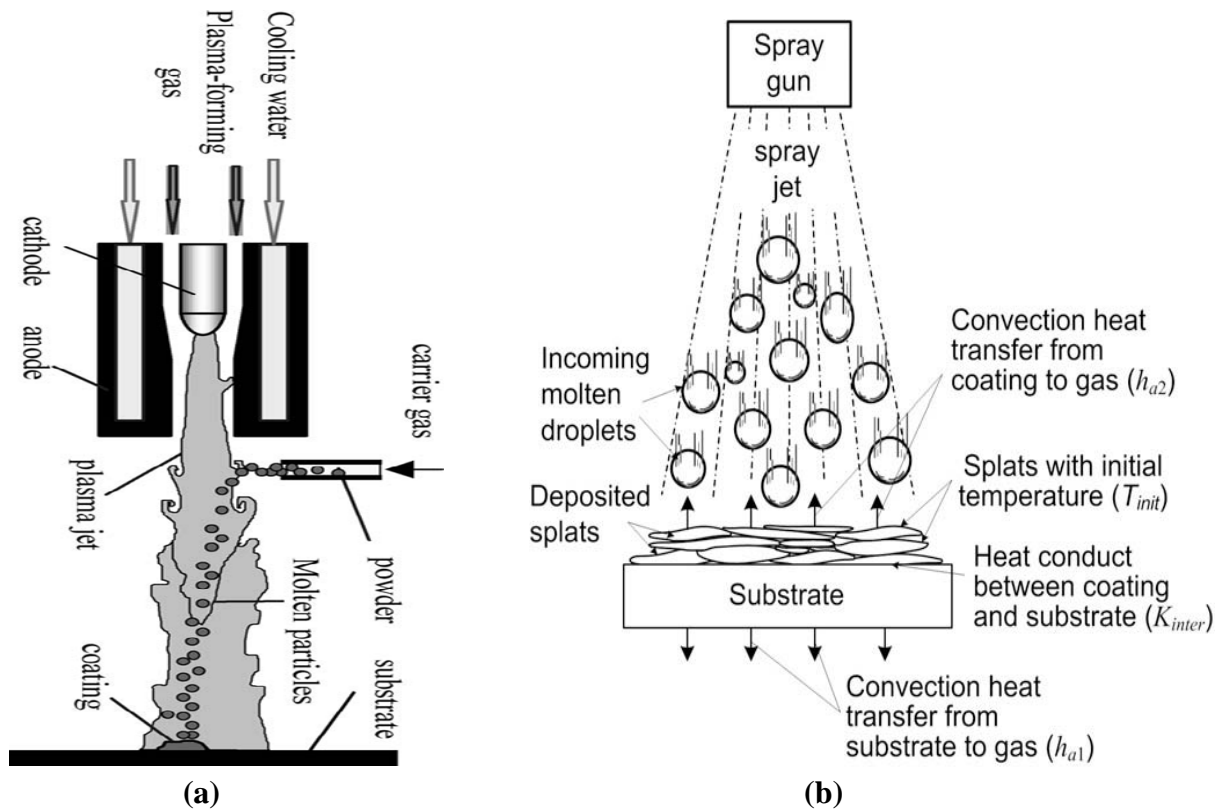 Cooling water
Plasma-forming
gas
cathode
anode
carrier gas
plasma jet
powder
Molten particles
substrate
coating
(a)
Spray
gun
spray
jet
Incoming
molten
droplets
Deposited
splats
Substrate
Convection heat
transfer from
coating to gas (hₐ₂)
Splats with initial
temperature (T_init)
Heat conduct
between coating
and substrate (K_inter)
Convection heat
transfer from
substrate to gas (hₐ₁)
(b)